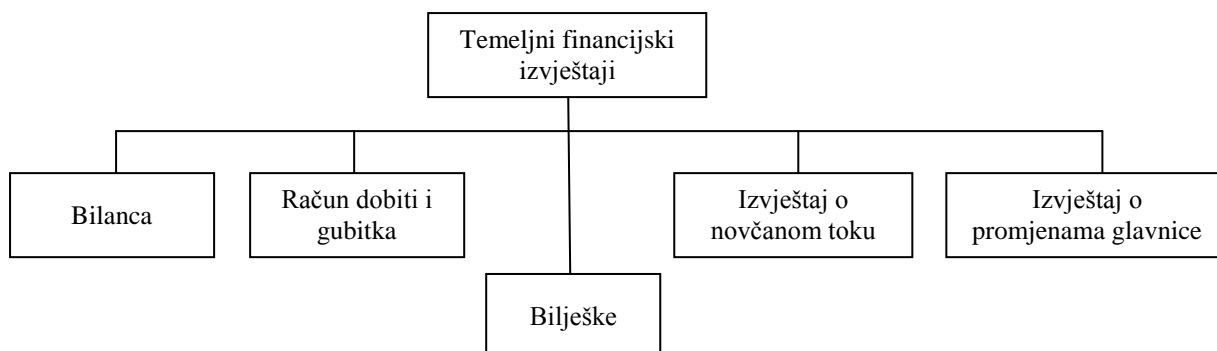 Temeljni financijski
izvještaji
Bilanca
Račun dobiti i
gubitka
Izvještaj o
novčanom toku
Izvještaj o
promjenama glavnice
Bilješke